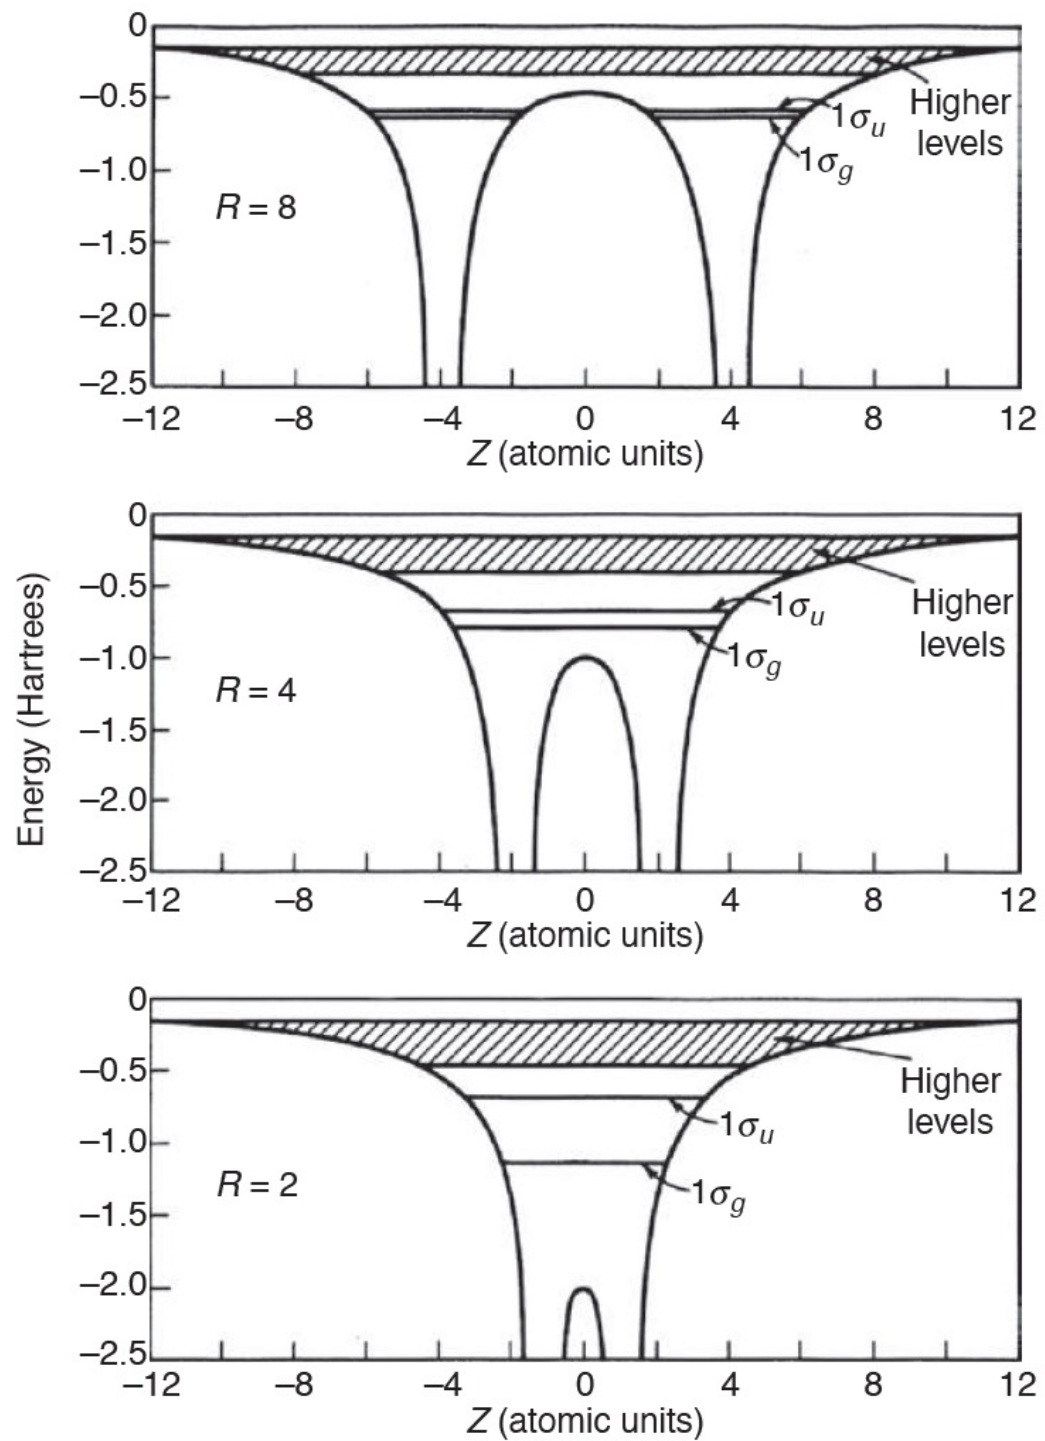 0
–0.5
–1.0
–1.5
–2.0
–2.5
R = 8
Higher
levels
1σu
1σg
–12
–8
–4
0
4
8
12
Z (atomic units)
Energy (Hartrees)
0
–0.5
–1.0
–1.5
–2.0
–2.5
R = 4
1σu
Higher
levels
1σg
–12
–8
–4
0
4
8
12
Z (atomic units)
0
–0.5
–1.0
–1.5
–2.0
–2.5
R = 2
Higher
levels
1σu
1σg
–12
–8
–4
0
4
8
12
Z (atomic units)